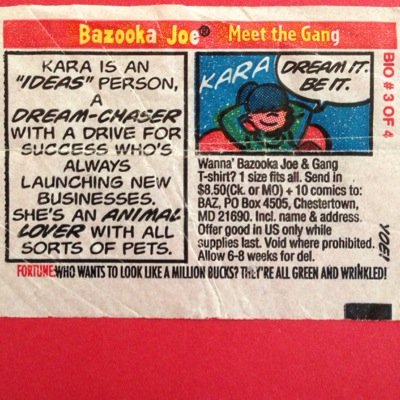 Bazooka Joe® Meet the Gang
KARA IS AN
"IDEAS" PERSON,
A
DREAM-CHASER
WITH A DRIVE FOR
SUCCESS WHO'S
ALWAYS
LAUNCHING NEW
BUSINESSES.
SHE'S AN ANIMAL
LOVER WITH ALL
SORTS OF PETS.
KARA
DREAM IT.
BE IT.
BIO # 3 OF 4
Wanna' Bazooka Joe & Gang
T-shirt? 1 size fits all. Send in
$8.50(Ck. or MO) + 10 comics to:
BAZ, PO Box 4505, Chestertown,
MD 21690. Incl. name & address.
Offer good in US only while
supplies last. Void where prohibited.
Allow 6-8 weeks for del.
YOE!
FORTUNE: WHO WANTS TO LOOK LIKE A MILLION BUCKS? THEY'RE ALL GREEN AND WRINKLED!